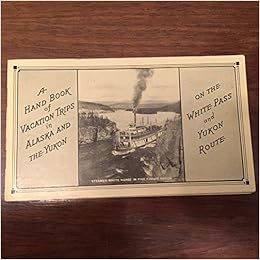 A
HAND BOOK
of
VACATION TRIPS
in
ALASKA AND
THE YUKON
ON THE
WHITE PASS
and
YUKON
ROUTE.
STEAMER WHITE HORSE IN FIVE FINGER RAPIDS